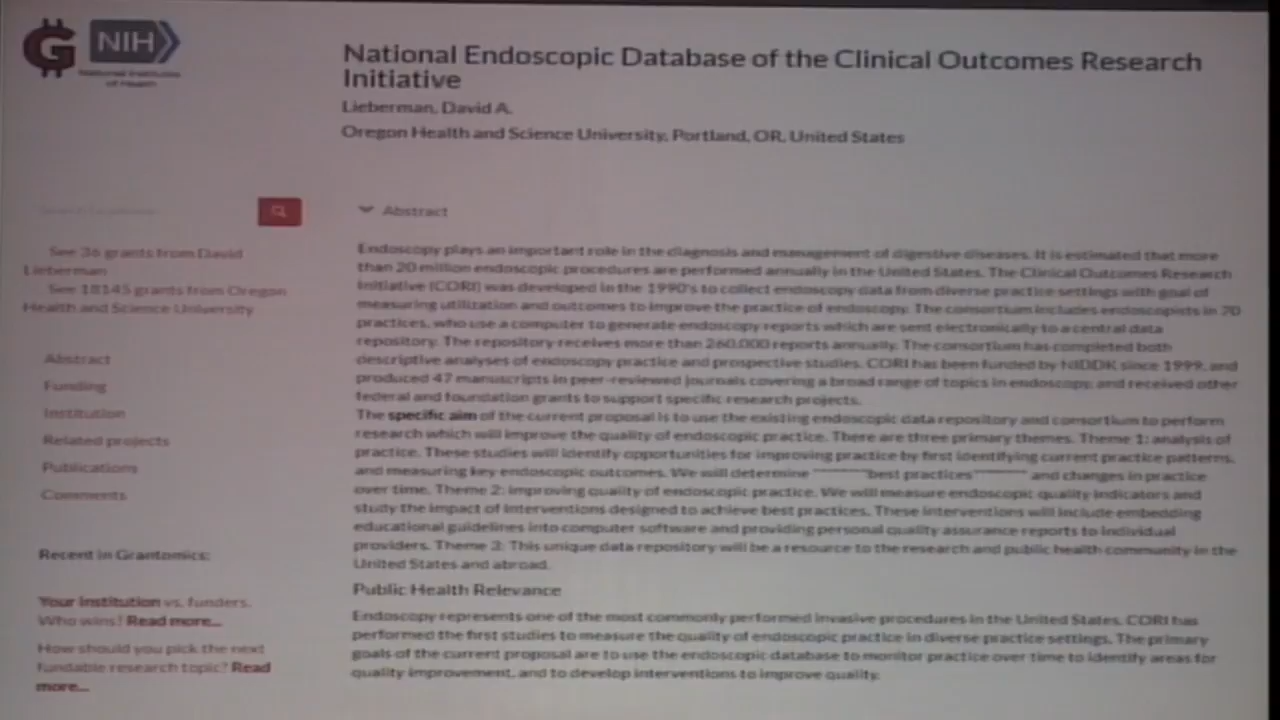 G NIH
National Institutes
of Health
National Endoscopic Database of the Clinical Outcomes Research
Initiative
Lieberman, David A.
Oregon Health and Science University, Portland, OR, United States
Abstract
See 36 grants from David
Lieberman
See 18145 grants from Oregon
Health and Science University
Abstract
Funding
Institution
Related projects
Publications
Comments
Recent in Grantomics:
Your institution vs. funders.
Who wins? Read more...
How should you pick the next
fundable research topic? Read
more...
Endoscopy plays an important role in the diagnosis and management of digestive diseases. It is estimated that more
than 20 million endoscopic procedures are performed annually in the United States. The Clinical Outcomes Research
Initiative (CORI) was developed in the 1990's to collect endoscopy data from diverse practice settings with goal of
measuring utilization and outcomes to improve the practice of endoscopy. The consortium includes endoscopists in 70
practices, who use a computer to generate endoscopy reports which are sent electronically to a central data
repository. The repository receives more than 260,000 reports annually. The consortium has completed both
descriptive analyses of endoscopy practice and prospective studies. CORI has been funded by NIDDK since 1999, and
produced 47 manuscripts in peer-reviewed journals covering a broad range of topics in endoscopy, and received other
federal and foundation grants to support specific research projects.
The specific aim of the current proposal is to use the existing endoscopic data repository and consortium to perform
research which will improve the quality of endoscopic practice. There are three primary themes. Theme 1: analysis of
practice. These studies will identify opportunities for improving practice by first identifying current practice patterns,
and measuring key endoscopic outcomes. We will determine best practices and changes in practice
over time. Theme 2: improving quality of endoscopic practice. We will measure endoscopic quality indicators and
study the impact of interventions designed to achieve best practices. These interventions will include embedding
educational guidelines into computer software and providing personal quality assurance reports to individual
providers. Theme 3: This unique data repository will be a resource to the research and public health community in the
United States and abroad.
Public Health Relevance
Endoscopy represents one of the most commonly performed invasive procedures in the United States. CORI has
performed the first studies to measure the quality of endoscopic practice in diverse practice settings. The primary
goals of the current proposal are to use the endoscopic database to monitor practice over time to identify areas for
quality improvement, and to develop interventions to improve quality.